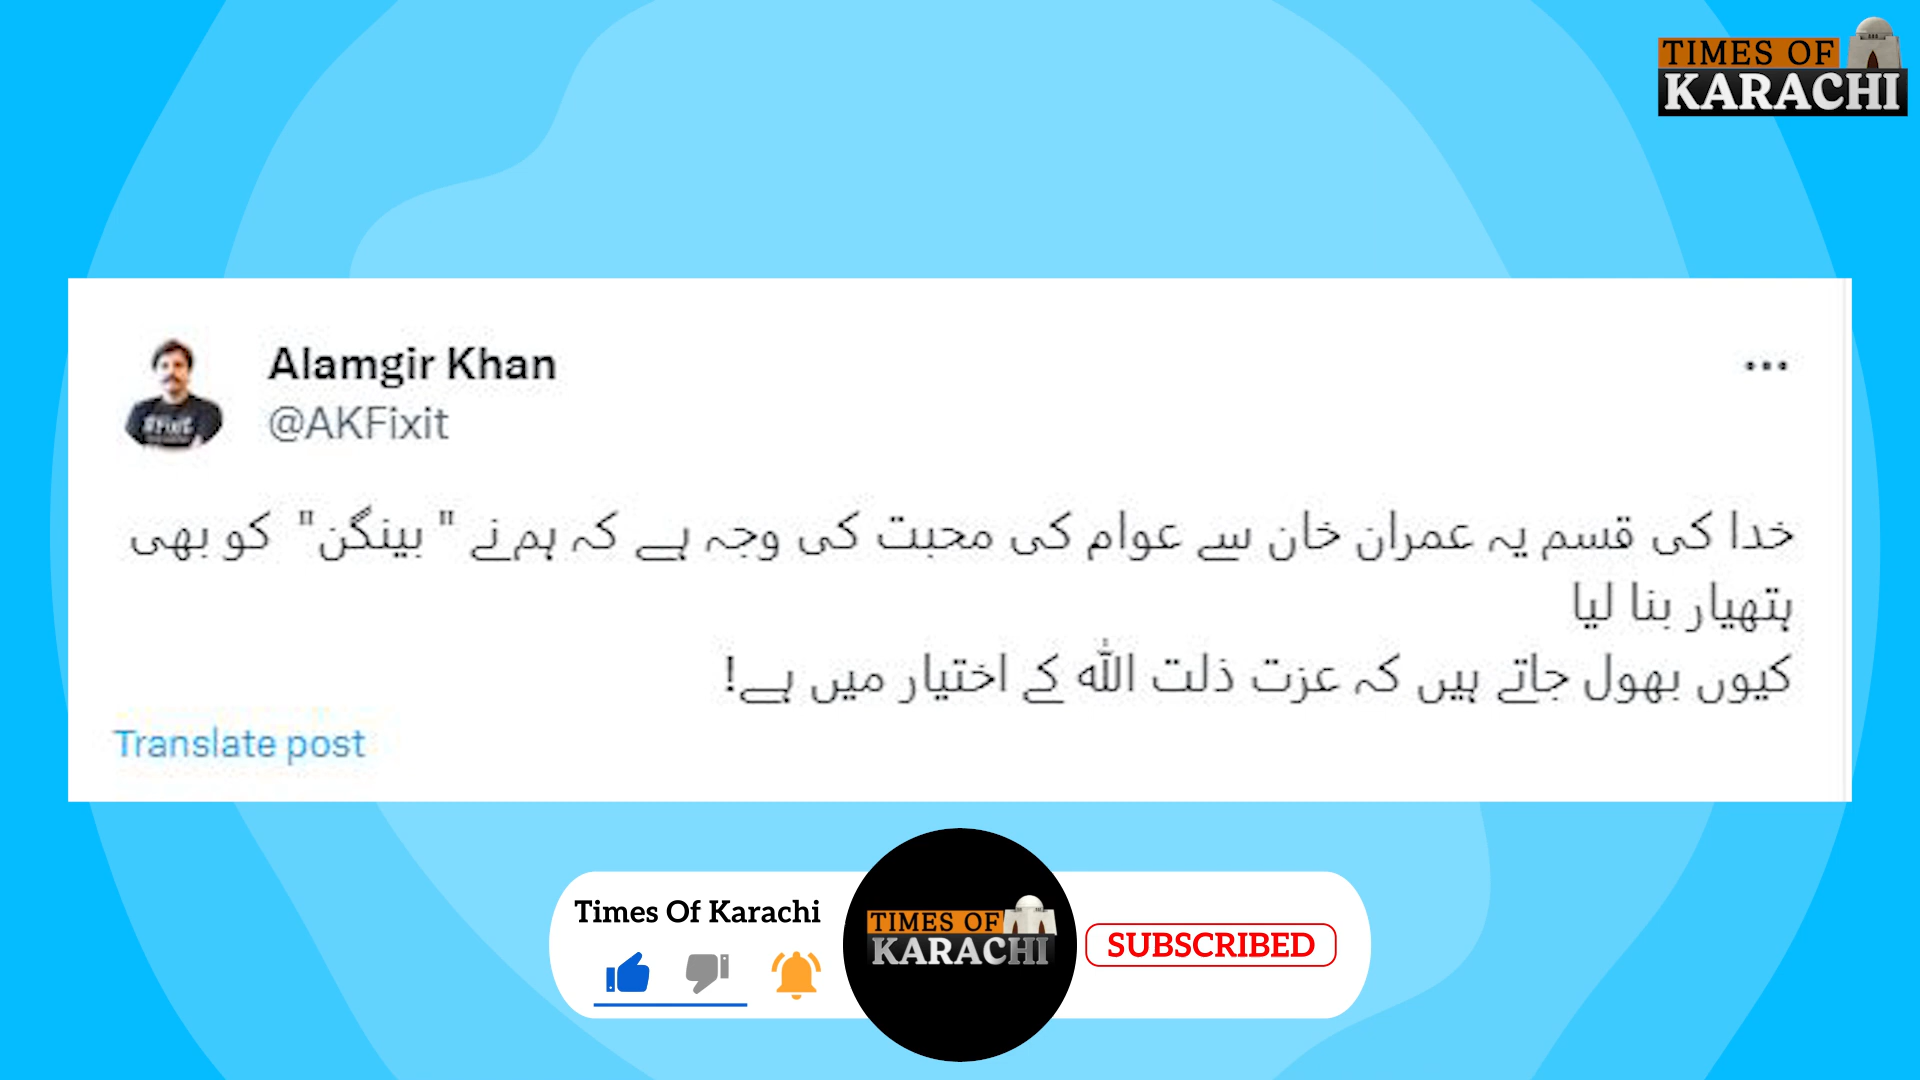 TIMES OF
KARACHI
Alamgir Khan
@AKFixit
خدا کی قسم یہ عمران خان سے عوام کی محبت کی وجہ ہے کہ ہم نے " بینگن" کو بھی
ہتھیار بنا لیا
کیوں بھول جاتے ہیں کہ عزت ذلت اللّٰہ کے اختیار میں ہے!
Translate post
Times Of Karachi
TIMES OF
KARACHI
SUBSCRIBED
#Fixit